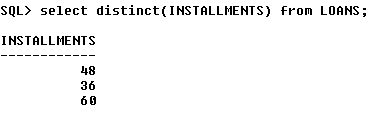 SQL> select distinct(INSTALLMENTS) from LOANS;
INSTALLMENTS
------------
48
36
60